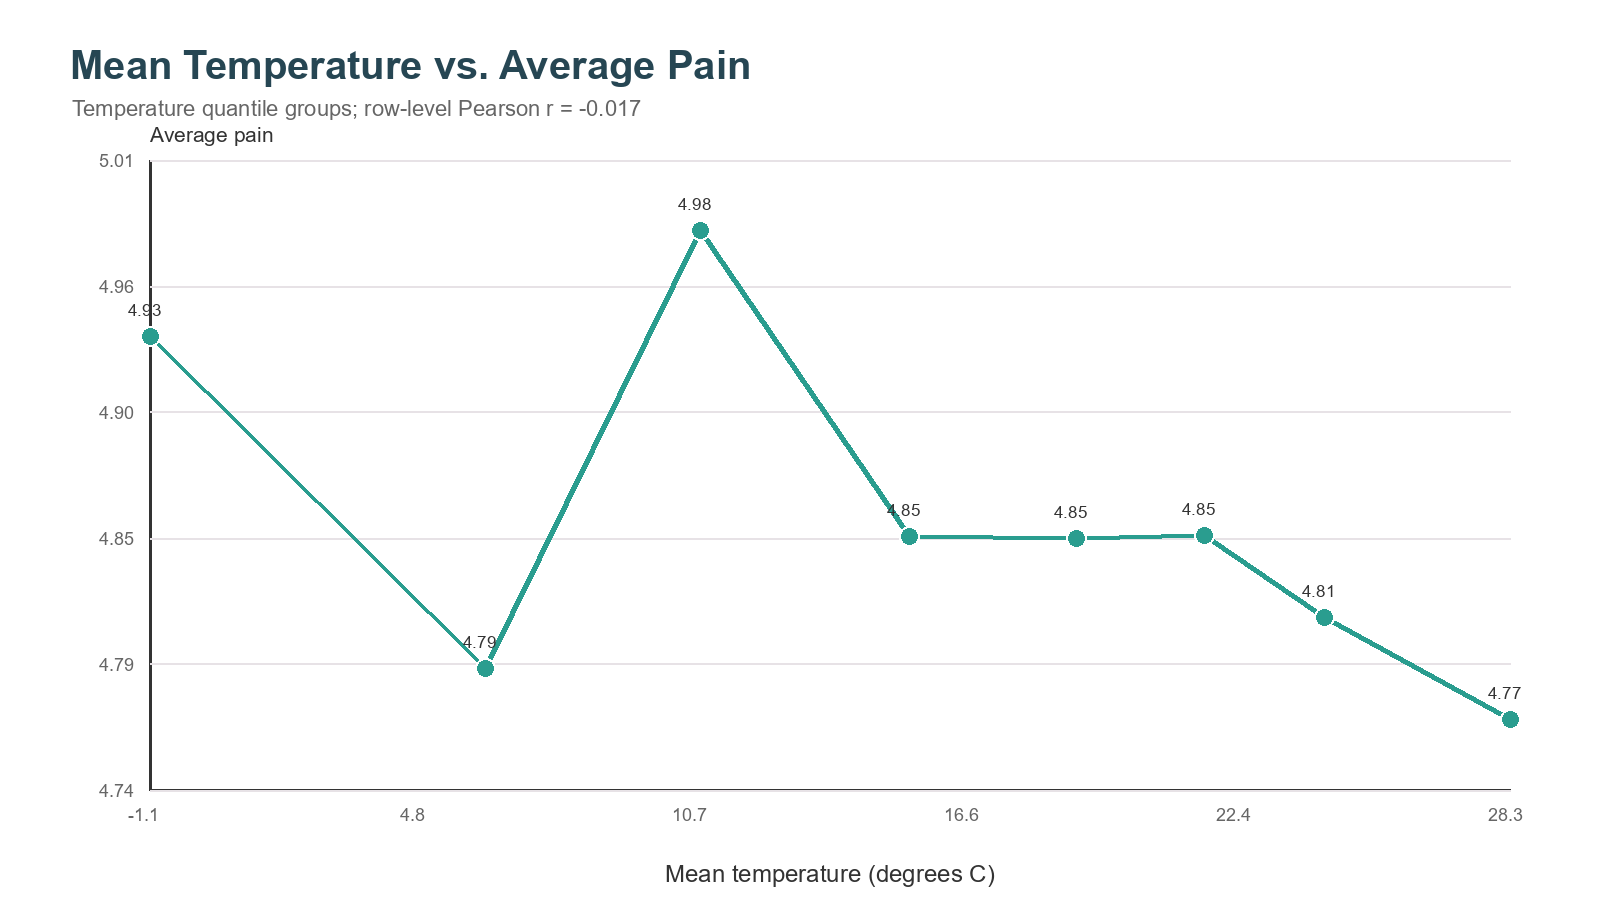 Mean Temperature vs. Average Pain
Temperature quantile groups; row-level Pearson r = -0.017
Average pain
5.01
4.98
4.96
4.93
4.90
4.85
4.85
4.85
4.85
4.81
4.79
4.79
4.77
4.74
-1.1 4.8 10.7 16.6 22.4 28.3
Mean temperature (degrees C)